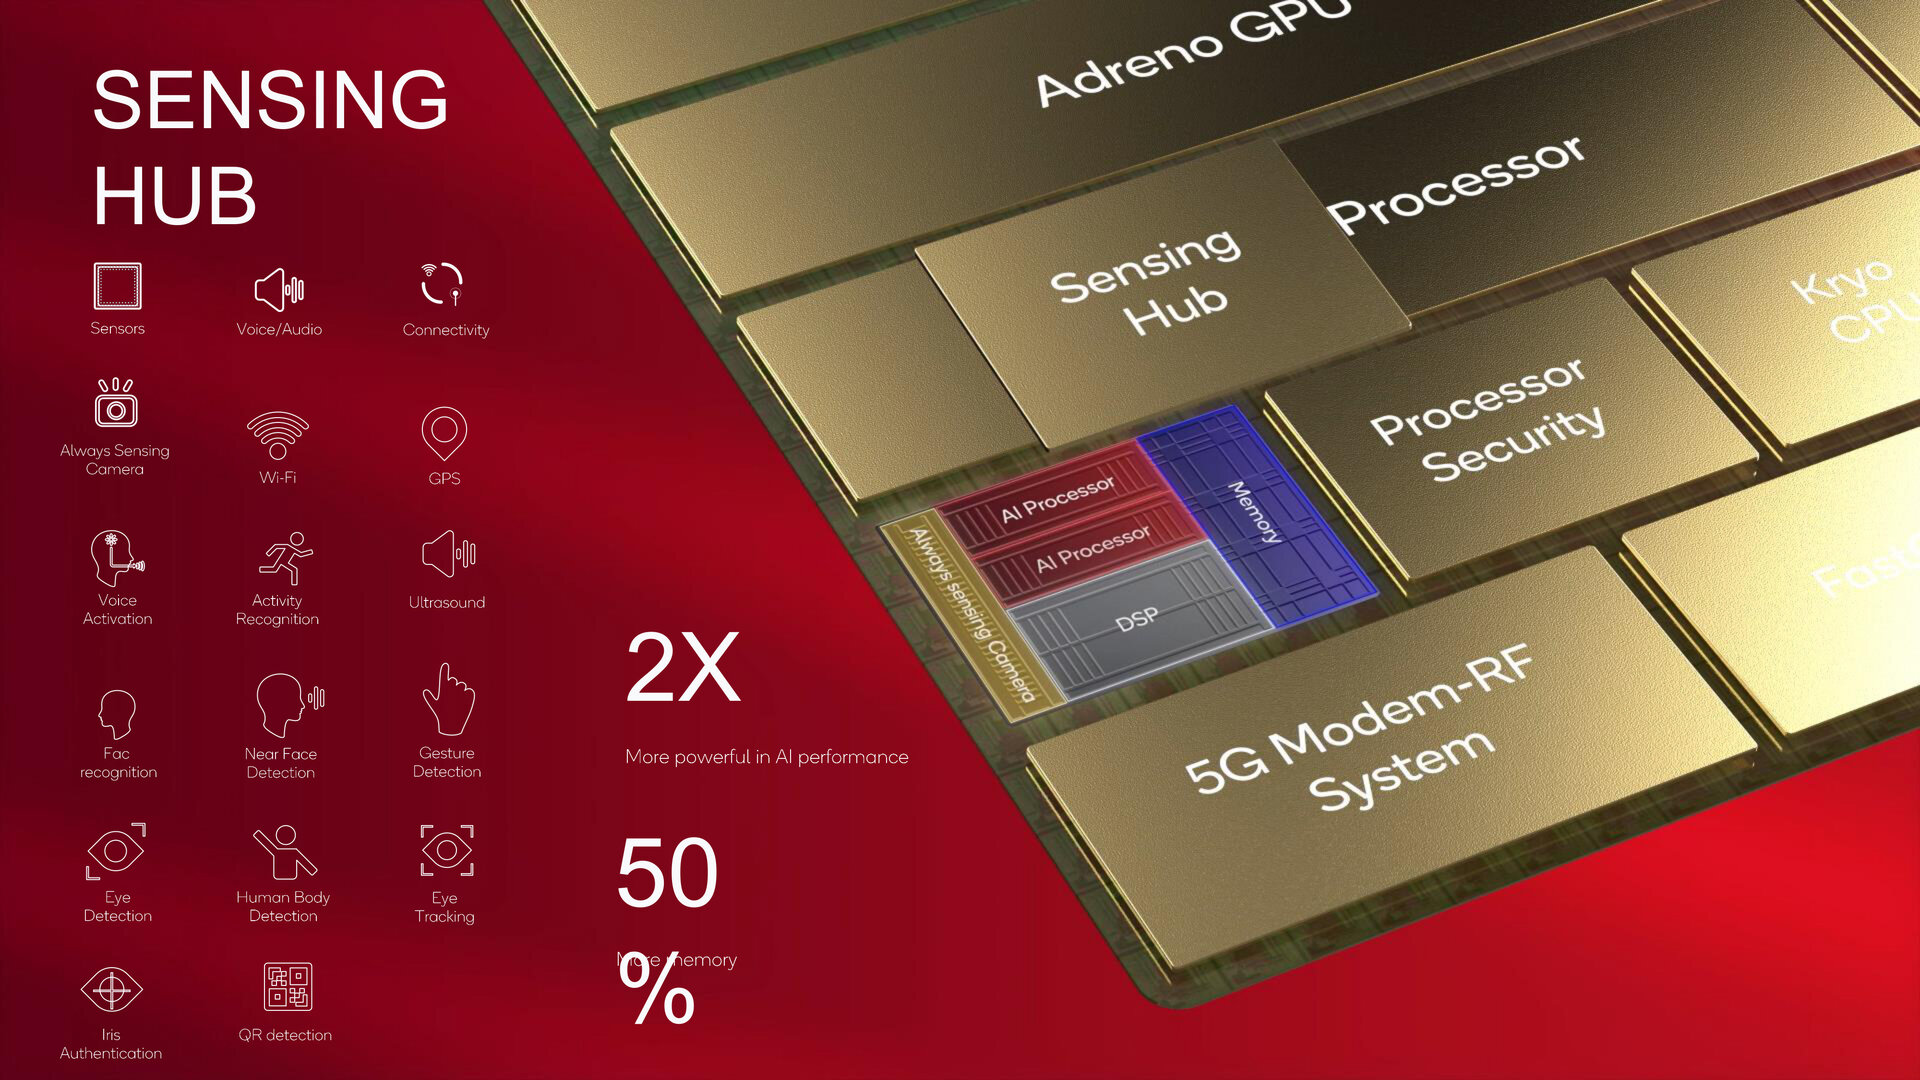 SENSING
HUB
Sensors
Voice/Audio
Connectivity
Always Sensing
Camera
Wi-Fi
GPS
Voice
Activation
Activity
Recognition
Ultrasound
Fac
recognition
Near Face
Detection
Gesture
Detection
Eye
Detection
Human Body
Detection
Eye
Tracking
Iris
Authentication
QR detection
2X
More powerful in AI performance
50
%
More memory
Adreno GPU
Processor
Sensing
Hub
Kryo
CPU
Processor
Security
AI Processor
AI Processor
Memory
DSP
Always sensing Camera
5G Modem-RF
System